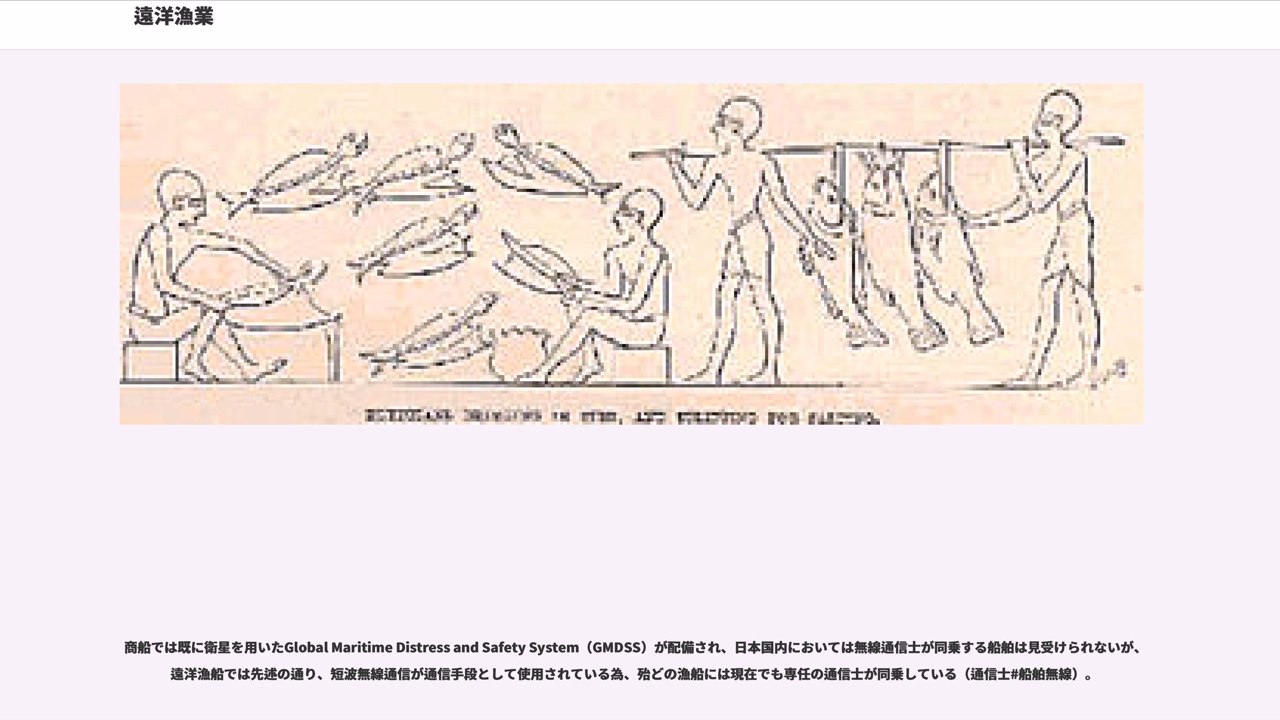 遠洋漁業
商船では既に衛星を用いたGlobal Maritime Distress and Safety System（GMDSS）が配備され、日本国内においては無線通信士が同乗する船舶は見受けられないが、
遠洋漁船では先述の通り、短波無線通信が通信手段として使用されている為、殆どの漁船には現在でも専任の通信士が同乗している（通信士#船舶無線）。